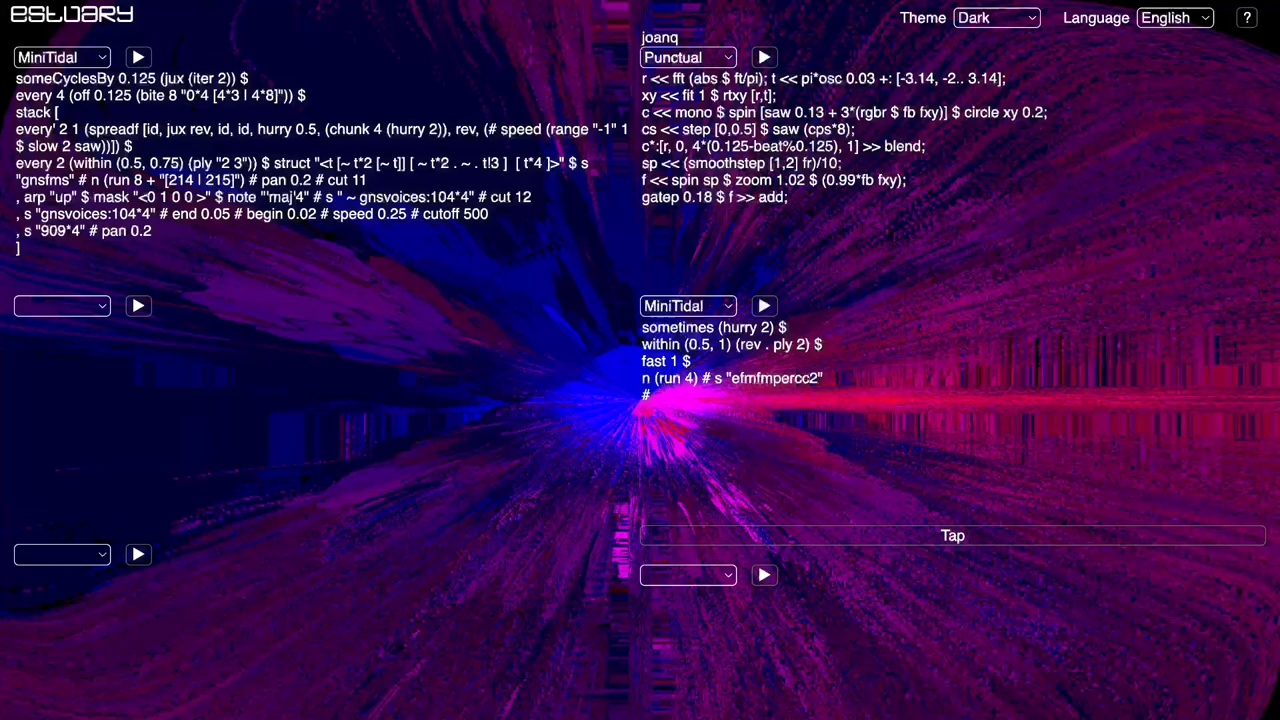 estuary
Theme Dark Language English ?
MiniTidal
someCyclesBy 0.125 (jux (iter 2)) $
every 4 (off 0.125 (bite 8 "0*4 [4*3 | 4*8]")) $
stack [
every' 2 1 (spreadf [id, jux rev, id, id, hurry 0.5, (chunk 4 (hurry 2)), rev, (# speed (range "-1" 1
$ slow 2 saw))]) $
every 2 (within (0.5, 0.75) (ply "2 3")) $ struct "<t [~ t*2 [~ t]] [ ~ t*2 . ~ . t!3 ]  [ t*4 ]>" $ s
"gnsfms" # n (run 8 + "[214 | 215]") # pan 0.2 # cut 11
, arp "up" $ mask "<0 1 0 0 >" $ note "'maj'4" # s " ~ gnsvoices:104*4" # cut 12
, s "gnsvoices:104*4" # end 0.05 # begin 0.02 # speed 0.25 # cutoff 500
, s "909*4" # pan 0.2
]
joanq
Punctual
r << fft (abs $ ft/pi); t << pi*osc 0.03 +: [-3.14, -2.. 3.14];
xy << fit 1 $ rtxy [r,t];
c << mono $ spin [saw 0.13 + 3*(rgbr $ fb fxy)] $ circle xy 0.2;
cs << step [0,0.5] $ saw (cps*8);
c*:[r, 0, 4*(0.125-beat%0.125), 1] >> blend;
sp << (smoothstep [1,2] fr)/10;
f << spin sp $ zoom 1.02 $ (0.99*fb fxy);
gatep 0.18 $ f >> add;
MiniTidal
sometimes (hurry 2) $
within (0.5, 1) (rev . ply 2) $
fast 1 $
n (run 4) # s "efmfmpercc2"
#
Tap